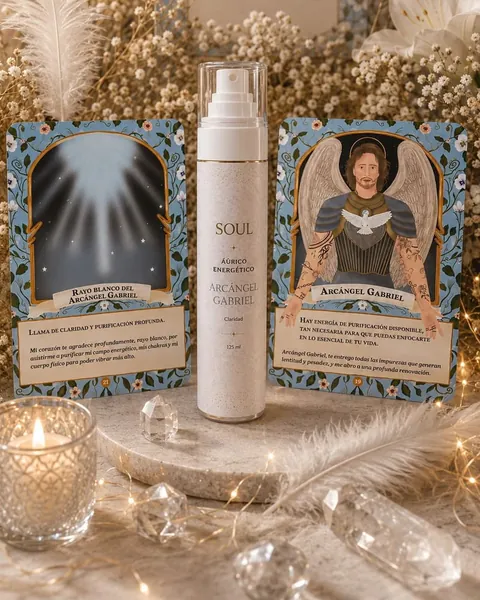 RAYO BLANCO DEL
ARCÁNGEL GABRIEL
LLAMA DE CLARIDAD Y PURIFICACIÓN PROFUNDA.
Mi corazón te agradece profundamente, rayo blanco, por
asistirme a purificar mi campo energético, mis chakras y mi
cuerpo físico para poder vibrar más alto.
21
SOUL
ÁURICO
ENERGÉTICO
ARCÁNGEL
GABRIEL
Claridad
125 ml
ARCÁNGEL GABRIEL
HAY ENERGÍA DE PURIFICACIÓN DISPONIBLE,
TAN NECESARIA PARA QUE PUEDAS ENFOCARTE
EN LO ESENCIAL DE TU VIDA.
Arcángel Gabriel, te entrego todas las impurezas que generan
lentitud y pesadez, y me abro a una profunda renovación.